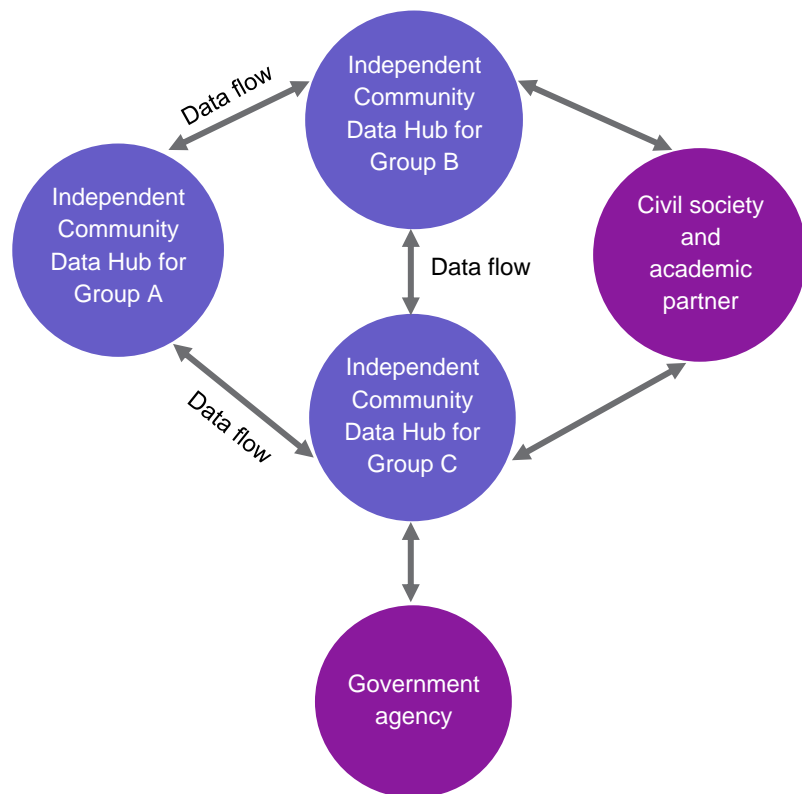 Independent
Community
Data Hub for
Group B
Data flow
Independent
Community
Data Hub for
Group A
Civil society
and
academic
partner
Data flow
Independent
Community
Data Hub for
Group C
Data flow
Government
agency